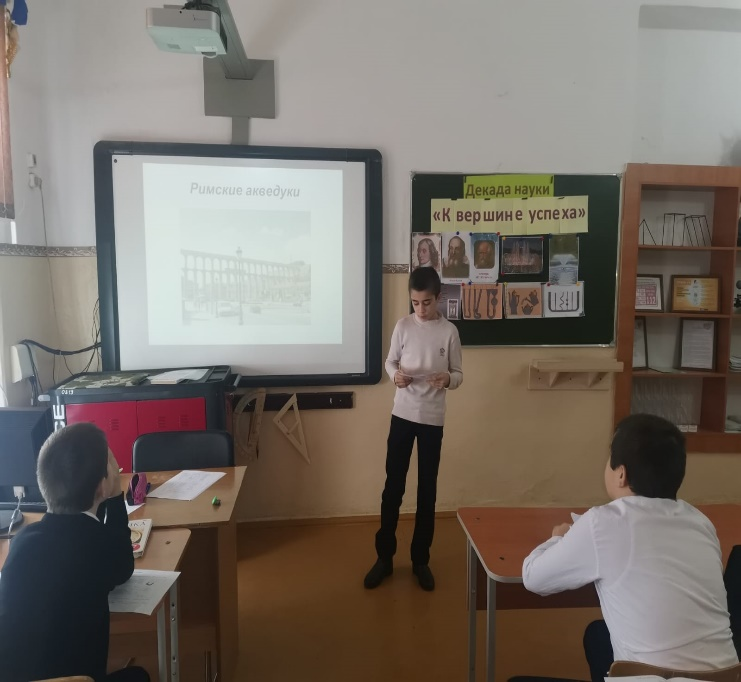 Римские акведуки
Декада науки
«К вершине успеха»